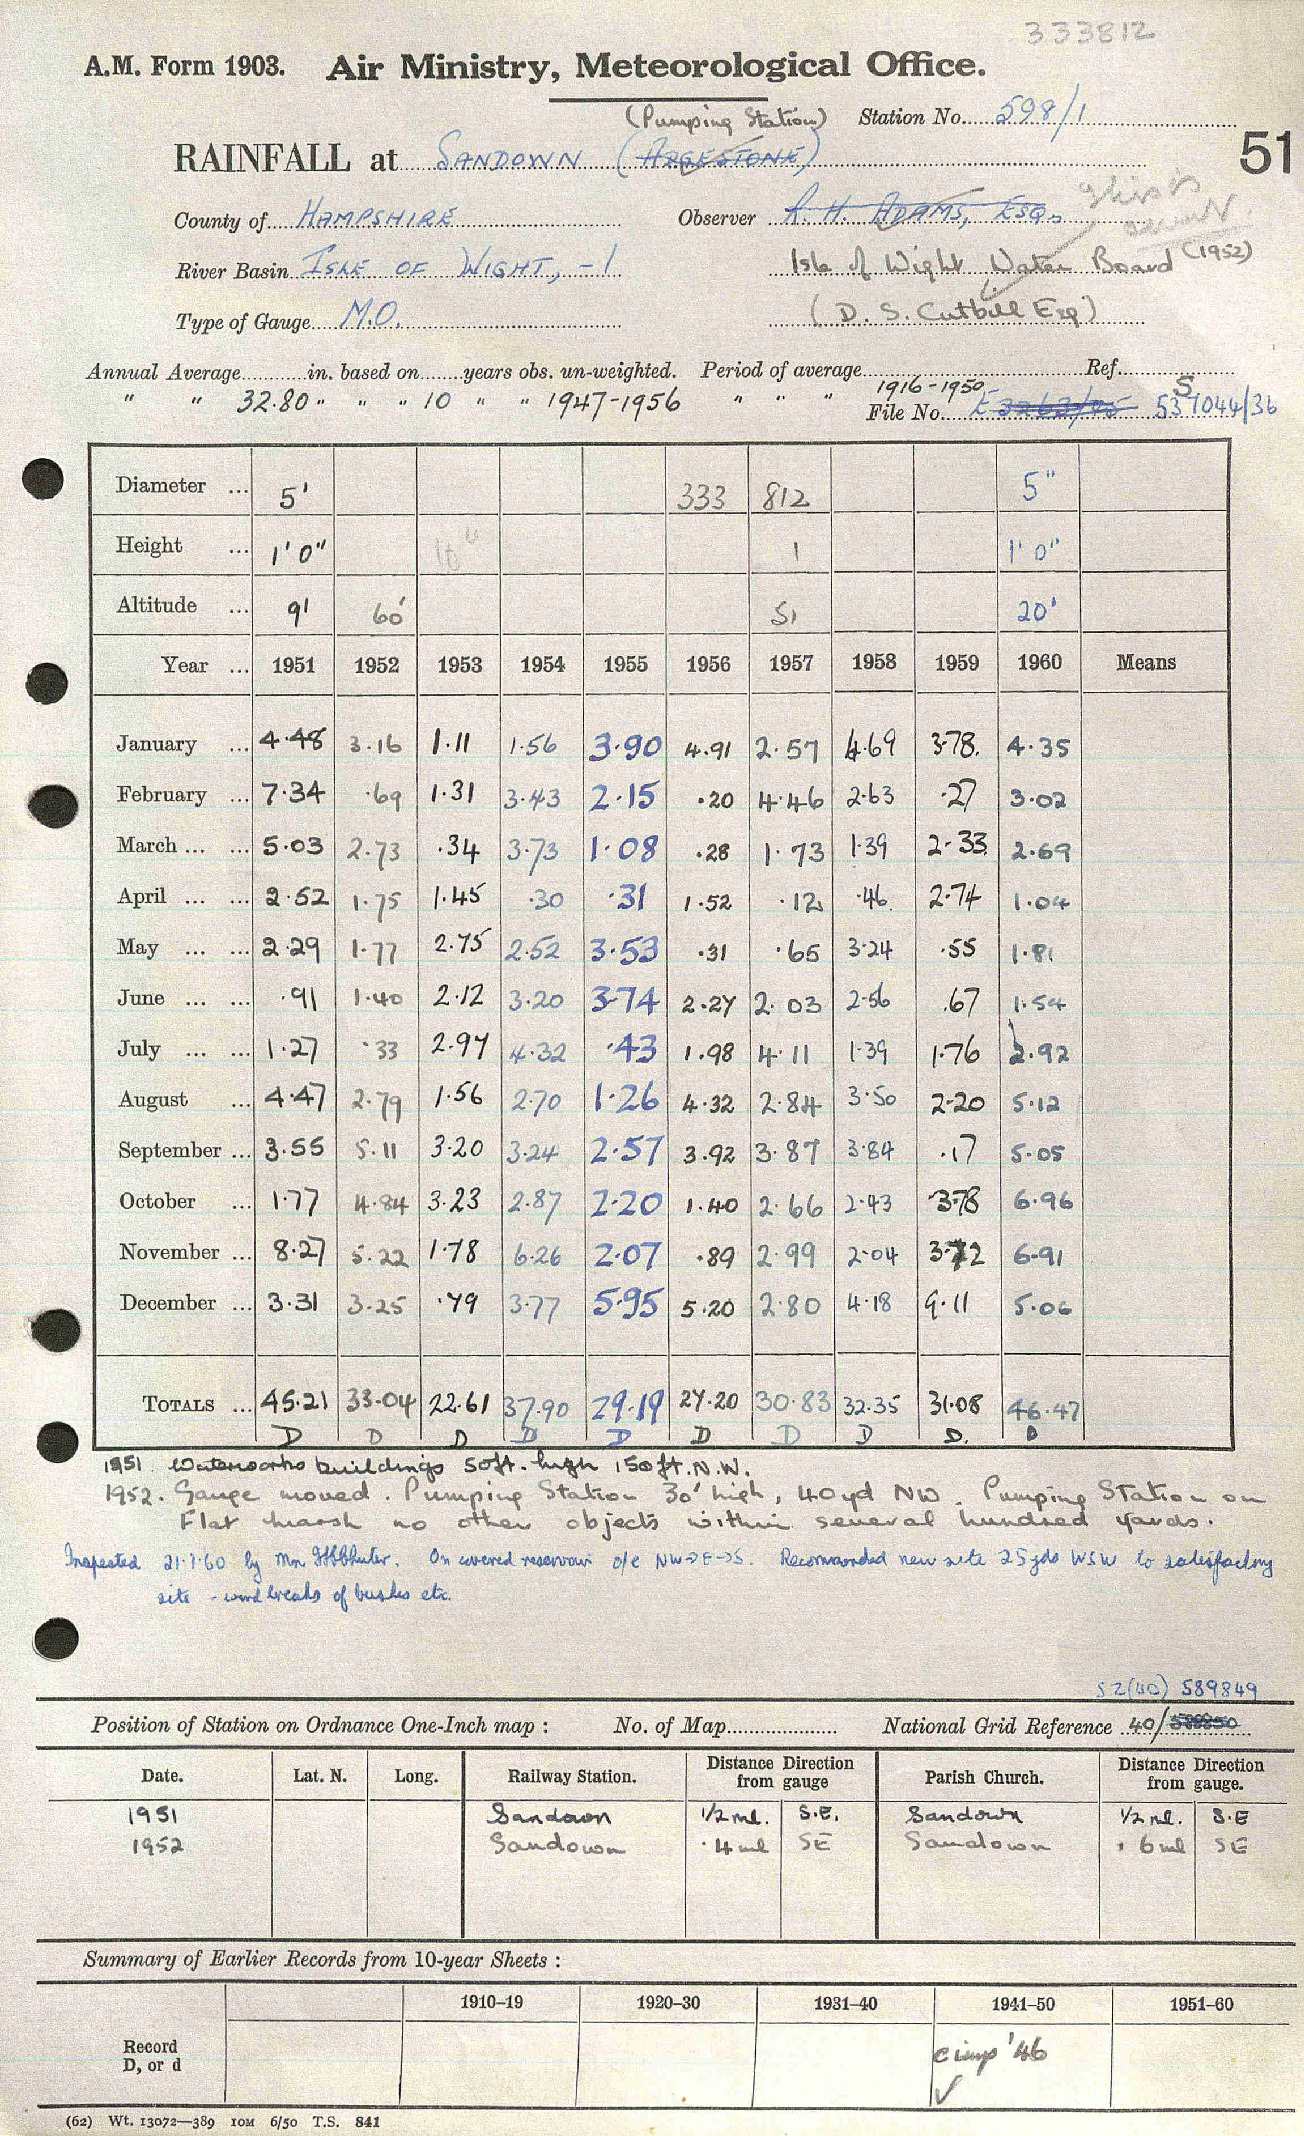 333812
A.M. Form 1903. Air Ministry, Meteorological Office.
(Pumping Station) Station No. 598/1
RAINFALL at SANDOWN (ARGESTONE) 51
County of HAMPSHIRE Observer R. H. ADAMS, ESQ.
River Basin ISLE OF WIGHT, -1 Isle of Wight Water Board (1952)
Type of Gauge M.O. (D. S. Cutbill Esq)
Annual Average in. based on years obs. un-weighted. Period of average Ref.
" " 32.80 " " " 10 " " 1947-1956 " " " 1916-1950 S
File No. 531044/36
Diameter ... 5' 333 812 5"
Height ... 1' 0" 1 1' 0"
Altitude ... 91 60' 51 20'
Year ... 1951 1952 1953 1954 1955 1956 1957 1958 1959 1960 Means
January ... 4.48 3.16 1.11 1.56 3.90 4.91 2.57 4.69 3.78 4.35
February ... 7.34 .69 1.31 3.43 2.15 .20 4.46 2.63 .27 3.02
March ... ... 5.03 2.73 .34 3.73 1.08 .28 1.73 1.39 2.33 2.69
April ... ... 2.52 1.75 1.45 .30 .31 1.52 .12 .46 2.74 1.04
May ... ... 2.29 1.77 2.75 2.52 3.53 .31 .65 3.24 .55 1.81
June ... ... .91 1.40 2.12 3.20 3.74 2.27 2.03 2.56 .67 1.54
July ... ... 1.27 .33 2.97 4.32 .43 1.98 4.11 1.39 1.76 2.92
August ... 4.47 2.79 1.56 2.70 1.26 4.32 2.84 3.50 2.20 5.12
September ... 3.55 5.11 3.20 3.24 2.57 3.92 3.87 3.84 .17 5.05
October ... 1.77 4.84 3.23 2.87 2.20 1.40 2.66 2.43 3.78 6.96
November ... 8.27 5.22 1.78 6.26 2.07 .89 2.99 2.04 3.72 6.91
December ... 3.31 3.25 .79 3.77 5.95 5.20 2.80 4.18 9.11 5.06
TOTALS ... 45.21 33.04 22.61 37.90 29.19 27.20 30.83 32.35 31.08 46.47
D D D D D D D D D. D
1951. Waterworks buildings 50ft. high 150ft. N.W.
1952. Gauge moved. Pumping Station 30' high, 40yd NW. Pumping Station on
Flat marsh no other objects within several hundred yards.
Inspected 21.7.60 by Mr. On covered reservoir o/e NW→E→S. Recommended new site 25yds WSW to satisfactory
site - wind breaks of bushes etc.
SZ(40) 589849
Position of Station on Ordnance One-Inch map : No. of Map National Grid Reference 40/588850
Date. Lat. N. Long. Railway Station. Distance from gauge Direction Parish Church. Distance from gauge. Direction
1951 Sandown 1/2 ml. S.E. Sandown 1/2 ml. S.E
1952 Sandown .4 ml SE Sandown .6 ml SE
Summary of Earlier Records from 10-year Sheets :
1910–19 1920–30 1931–40 1941–50 1951–60
Record
D, or d
c imp '46
✓
(62) Wt. 13072—389 10M 6/50 T.S. 841